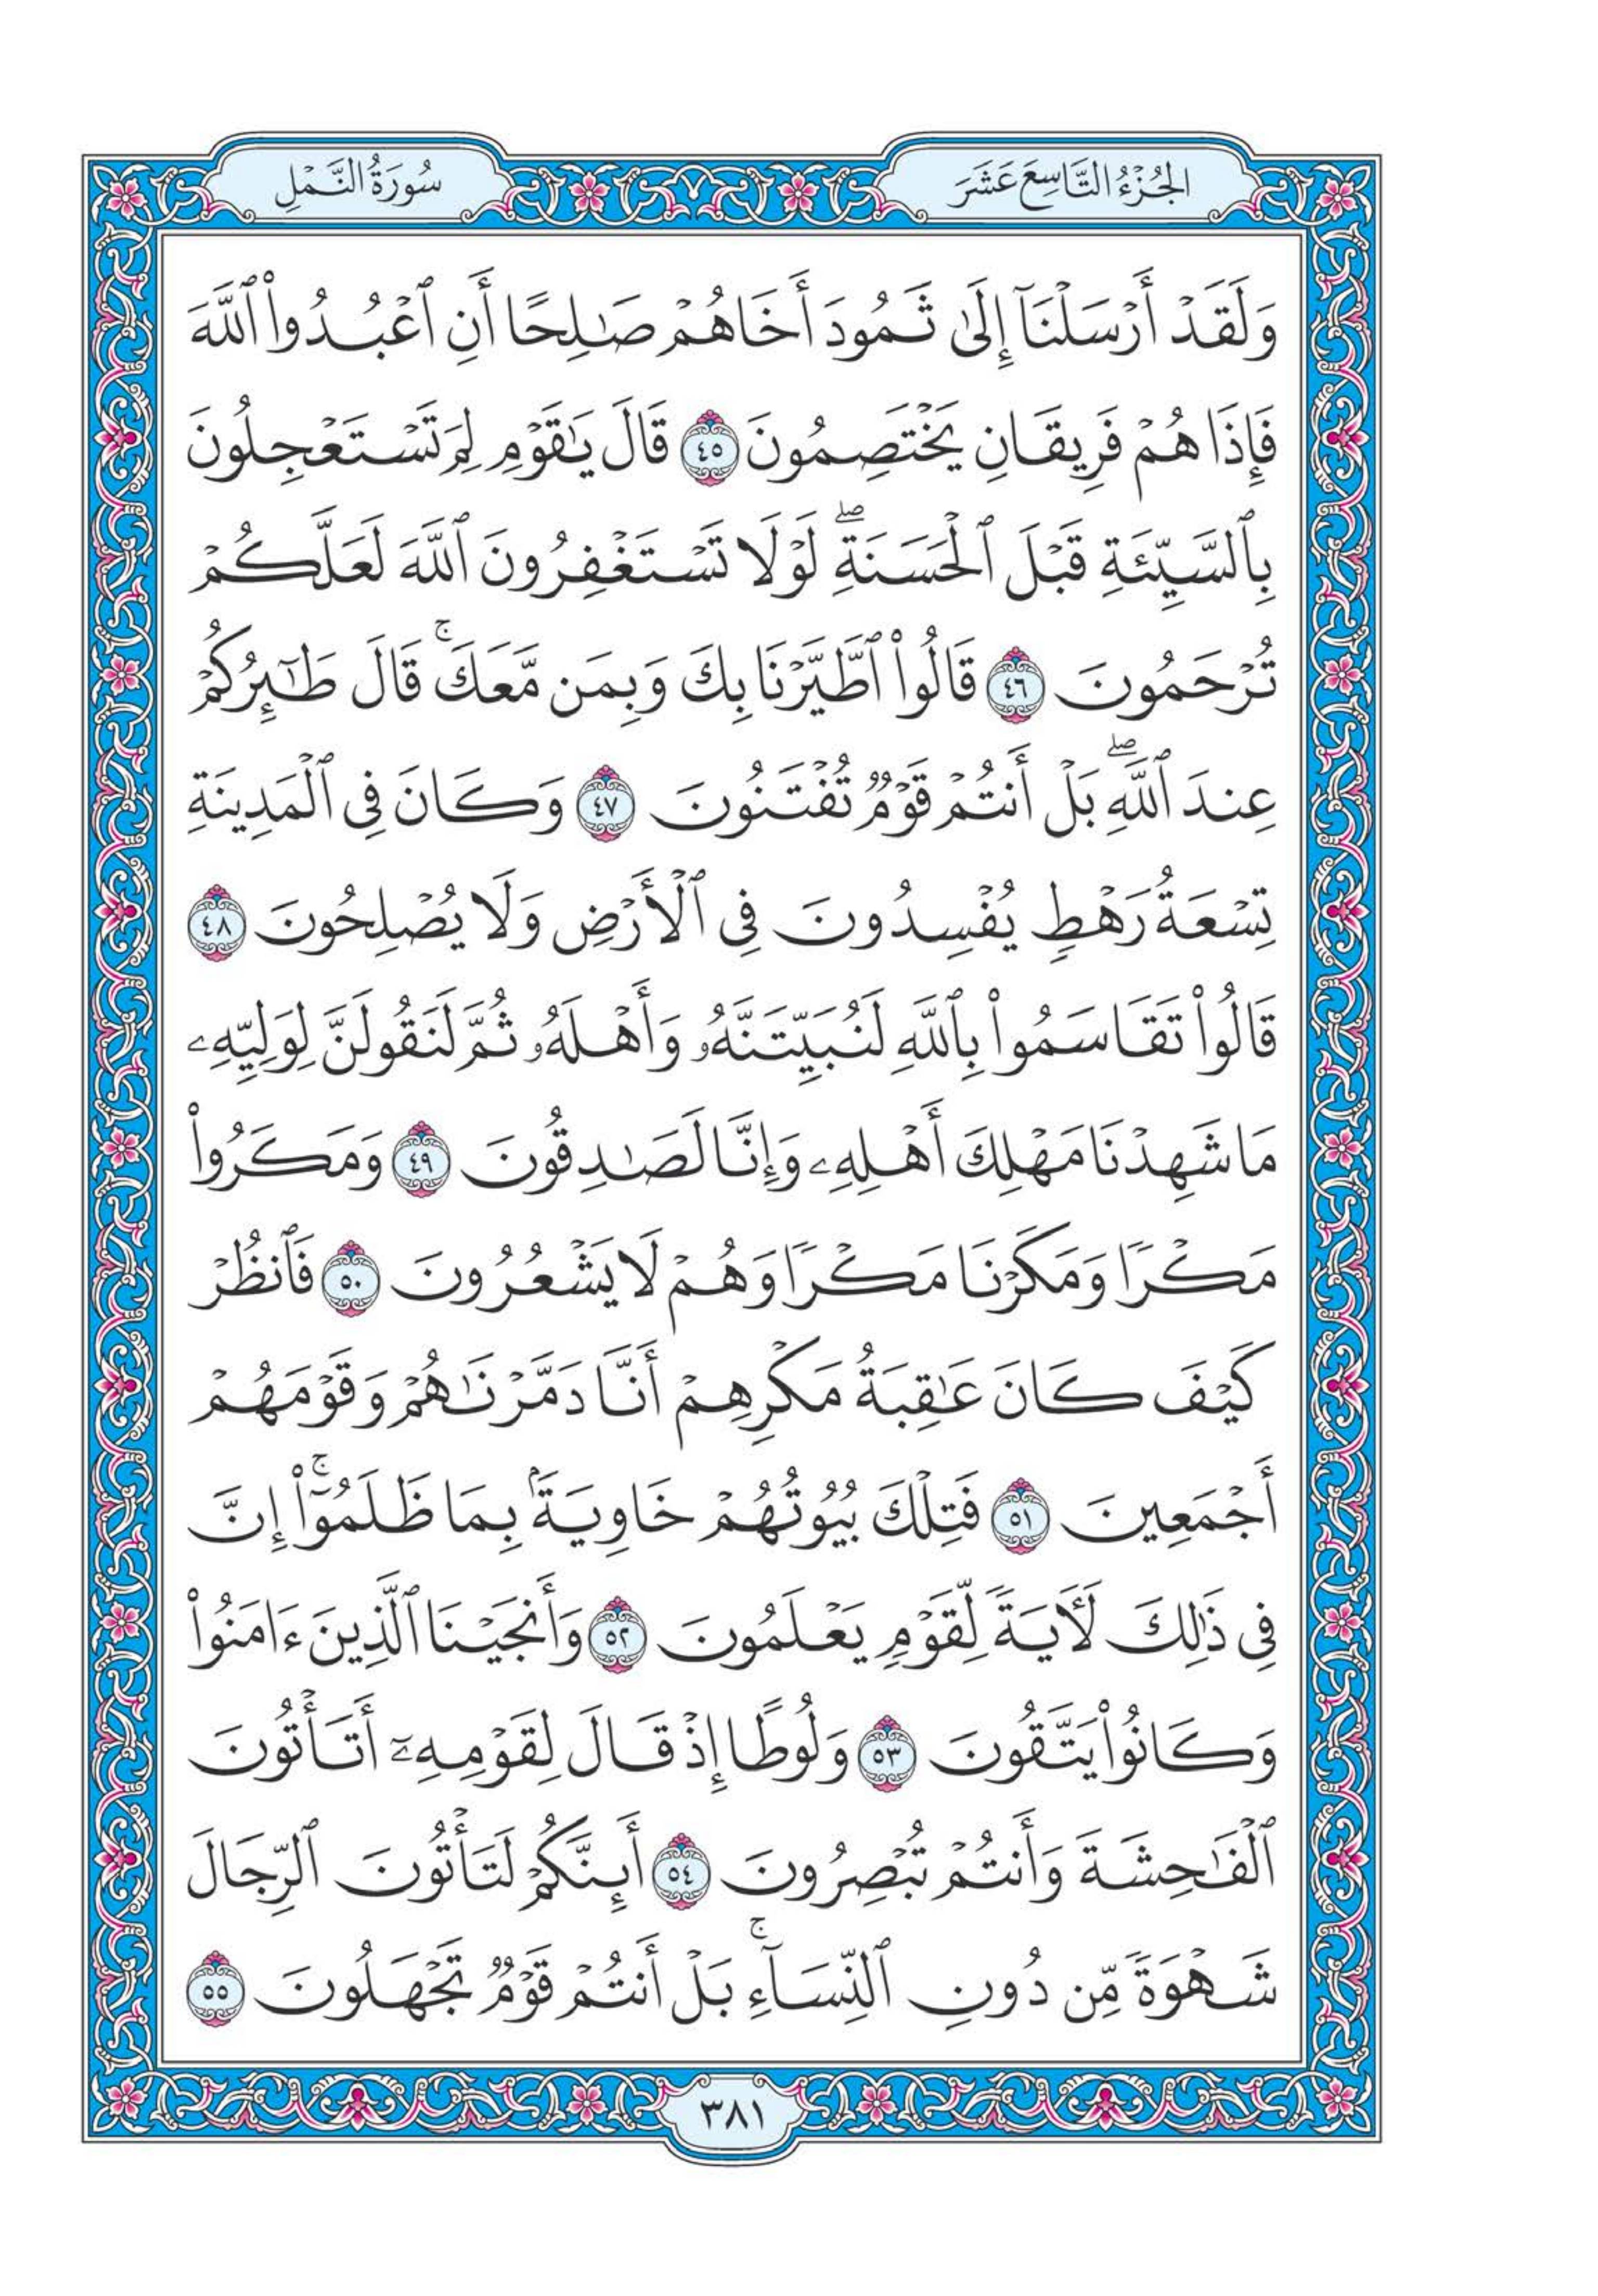 الجُزْءُ التَّاسِعَ عَشَرَ
سُورَةُ النَّمْلِ
وَلَقَدْ أَرْسَلْنَآ إِلَىٰ ثَمُودَ أَخَاهُمْ صَٰلِحًا أَنِ ٱعْبُدُوا۟ ٱللَّهَ
فَإِذَا هُمْ فَرِيقَانِ يَخْتَصِمُونَ ٤٥ قَالَ يَٰقَوْمِ لِمَ تَسْتَعْجِلُونَ
بِٱلسَّيِّئَةِ قَبْلَ ٱلْحَسَنَةِۖ لَوْلَا تَسْتَغْفِرُونَ ٱللَّهَ لَعَلَّكُمْ
تُرْحَمُونَ ٤٦ قَالُوا۟ ٱطَّيَّرْنَا بِكَ وَبِمَن مَّعَكَۚ قَالَ طَٰٓئِرُكُمْ
عِندَ ٱللَّهِۖ بَلْ أَنتُمْ قَوْمٌ تُفْتَنُونَ ٤٧ وَكَانَ فِى ٱلْمَدِينَةِ
تِسْعَةُ رَهْطٍ يُفْسِدُونَ فِى ٱلْأَرْضِ وَلَا يُصْلِحُونَ ٤٨
قَالُوا۟ تَقَاسَمُوا۟ بِٱللَّهِ لَنُبَيِّتَنَّهُۥ وَأَهْلَهُۥ ثُمَّ لَنَقُولَنَّ لِوَلِيِّهِۦ
مَا شَهِدْنَا مَهْلِكَ أَهْلِهِۦ وَإِنَّا لَصَٰدِقُونَ ٤٩ وَمَكَرُوا۟
مَكْرًا وَمَكَرْنَا مَكْرًا وَهُمْ لَا يَشْعُرُونَ ٥٠ فَٱنظُرْ
كَيْفَ كَانَ عَٰقِبَةُ مَكْرِهِمْ أَنَّا دَمَّرْنَٰهُمْ وَقَوْمَهُمْ
أَجْمَعِينَ ٥١ فَتِلْكَ بُيُوتُهُمْ خَاوِيَةًۢ بِمَا ظَلَمُوٓا۟ۚ إِنَّ
فِى ذَٰلِكَ لَءَايَةً لِّقَوْمٍ يَعْلَمُونَ ٥٢ وَأَنجَيْنَا ٱلَّذِينَ ءَامَنُوا۟
وَكَانُوا۟ يَتَّقُونَ ٥٣ وَلُوطًا إِذْ قَالَ لِقَوْمِهِۦٓ أَتَأْتُونَ
ٱلْفَٰحِشَةَ وَأَنتُمْ تُبْصِرُونَ ٥٤ أَئِنَّكُمْ لَتَأْتُونَ ٱلرِّجَالَ
شَهْوَةً مِّن دُونِ ٱلنِّسَآءِۚ بَلْ أَنتُمْ قَوْمٌ تَجْهَلُونَ ٥٥
٣٨١